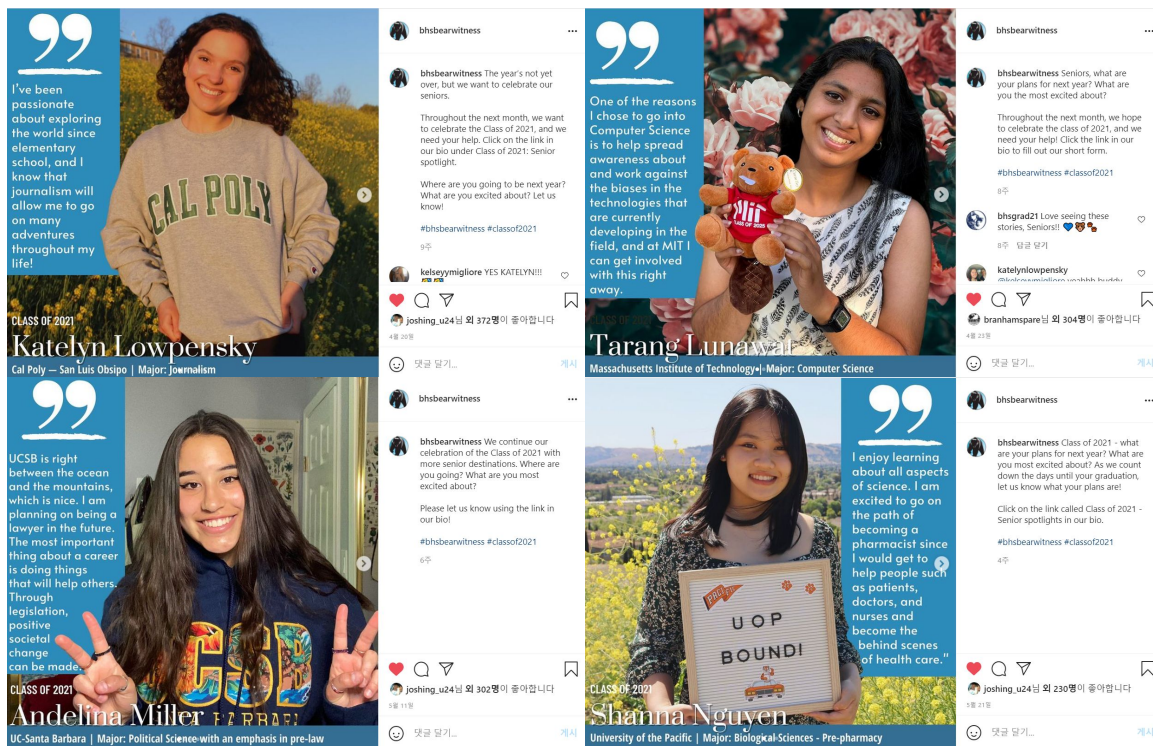 I've been
passionate
about exploring
the world since
elementary
school, and I
know that
journalism will
allow me to go
on many
adventures
throughout my
life!
CAL POLY
CLASS OF 2021
Katelyn Lowpensky
Cal Poly — San Luis Obsipo | Major: Journalism
bhsbearwitness
bhsbearwitness The year's not yet
over, but we want to celebrate our
seniors.
Throughout the next month, we want
to celebrate the Class of 2021, and we
need your help. Click on the link in
our bio under Class of 2021: Senior
spotlight.
Where are you going to be next year?
What are you excited about? Let us
know!
#bhsbearwitness #classof2021
9주
kelseyymigliore YES KATELYN!!!
joshing_u24님 외 372명이 좋아합니다
4월 20일
댓글 달기...
게시
One of the reasons
I chose to go into
Computer Science
is to help spread
awareness about
and work against
the biases in the
technologies that
are currently
developing in the
field, and at MIT I
can get involved
with this right
away.
MIT
CLASS OF 2025
CLASS OF 2021
Tarang Lunawat
Massachusetts Institute of Technology | Major: Computer Science
bhsbearwitness
bhsbearwitness Seniors, what are
your plans for next year? What are
you the most excited about?
Throughout the next month, we hope
to celebrate the class of 2021, and we
need your help! Click the link in our
bio to fill out our short form.
#bhsbearwitness #classof2021
8주
bhsgrad21 Love seeing these
stories, Seniors!! 💙🐻🐾
8주 답글 달기
katelynlowpensky
@kelseyymigliore yeahhh buddy
branhamspare님 외 304명이 좋아합니다
4월 23일
댓글 달기...
게시
UCSB is right
between the ocean
and the mountains,
which is nice. I am
planning on being a
lawyer in the future.
The most important
thing about a career
is doing things
that will help others.
Through
legislation,
positive
societal
change
can be made.
UCSB
CLASS OF 2021
Andelina Miller
UC-Santa Barbara | Major: Political Science with an emphasis in pre-law
bhsbearwitness
bhsbearwitness We continue our
celebration of the Class of 2021 with
more senior destinations. Where are
you going? What are you most
excited about?
Please let us know using the link in
our bio!
#bhsbearwitness #classof2021
6주
joshing_u24님 외 302명이 좋아합니다
5월 11일
댓글 달기...
게시
I enjoy learning
about all aspects
of science. I am
excited to go on
the path of
becoming a
pharmacist since
I would get to
help people such
as patients,
doctors, and
nurses and
become the
behind scenes
of health care."
PACIFIC
UOP
BOUND!
CLASS OF 2021
Shanna Nguyen
University of the Pacific | Major: Biological Sciences - Pre-pharmacy
bhsbearwitness
bhsbearwitness Class of 2021 - what
are your plans for next year? What are
you most excited about? As we count
down the days until your graduation,
let us know what your plans are!
Click on the link called Class of 2021 -
Senior spotlights in our bio.
#bhsbearwitness #classof2021
4주
joshing_u24님 외 230명이 좋아합니다
5월 21일
댓글 달기...
게시